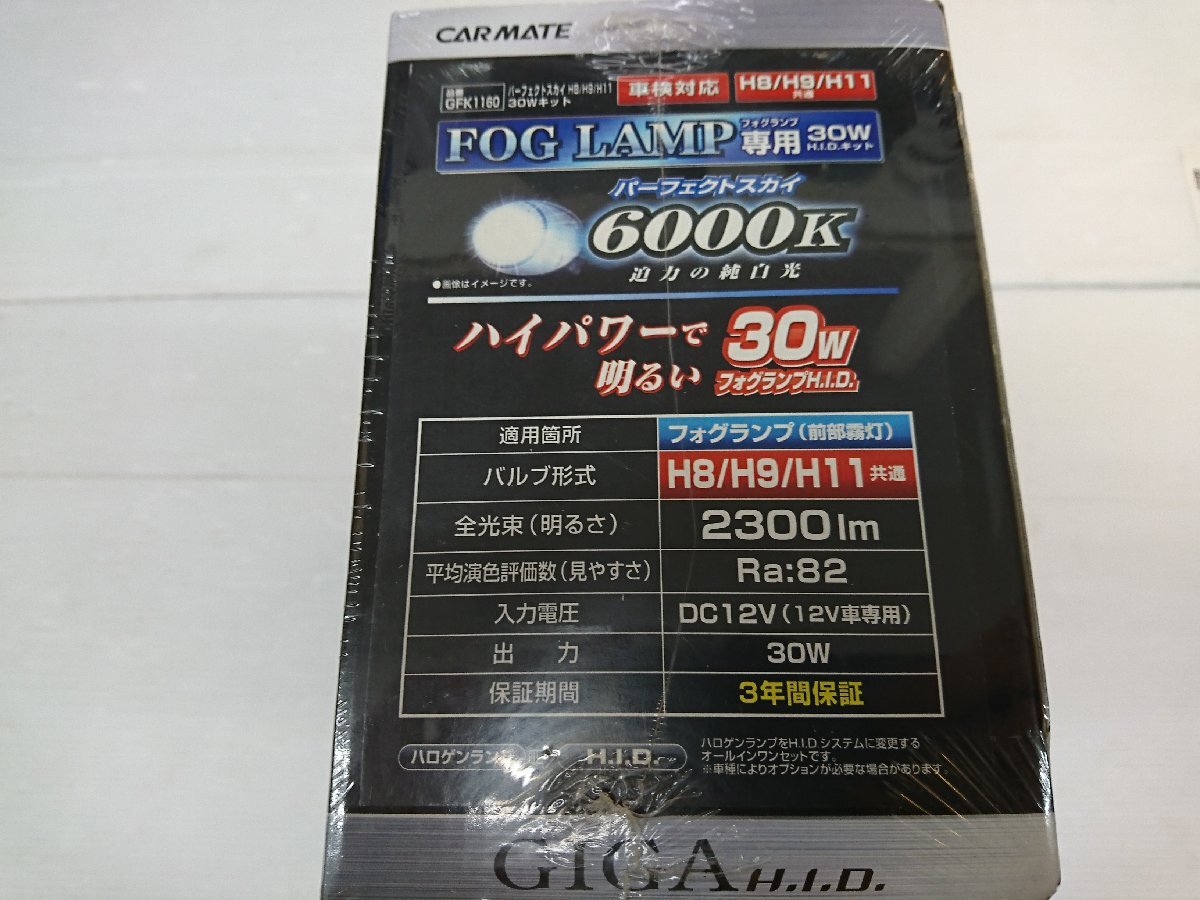 CARMATE
品番 GFK1160 パーフェクトスカイ H8/H9/H11 30Wキット 車検対応 H8/H9/H11 共通
FOG LAMP フォグランプ 専用 30W H.I.D.キット
パーフェクトスカイ
6000K
迫力の純白光
●画像はイメージです。
ハイパワーで
明るい
30W
フォグランプH.I.D.
適用箇所 フォグランプ(前部霧灯)
バルブ形式 H8/H9/H11共通
全光束(明るさ) 2300lm
平均演色評価数(見やすさ) Ra:82
入力電圧 DC12V(12V車専用)
出力 30W
保証期間 3年間保証
ハロゲンランプ H.I.D.
ハロゲンランプをH.I.Dシステムに変更する
オールインワンセットです。
※車種によりオプションが必要な場合があります。
GIGA H.I.D.